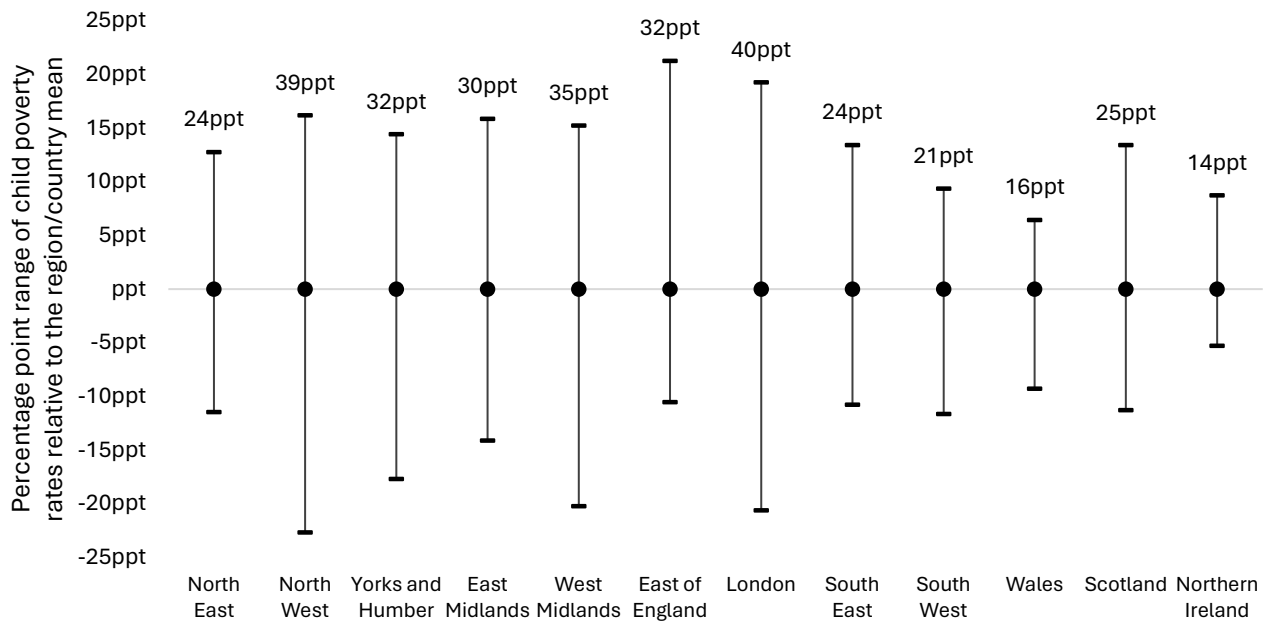 Percentage point range of child poverty
rates relative to the region/country mean
25ppt
20ppt
15ppt
10ppt
5ppt
ppt
-5ppt
-10ppt
-15ppt
-20ppt
-25ppt
24ppt
39ppt
32ppt
30ppt
35ppt
32ppt
40ppt
24ppt
21ppt
16ppt
25ppt
14ppt
North
East
North
West
Yorks and
Humber
East
Midlands
West
Midlands
East of
England
London
South
East
South
West
Wales
Scotland
Northern
Ireland